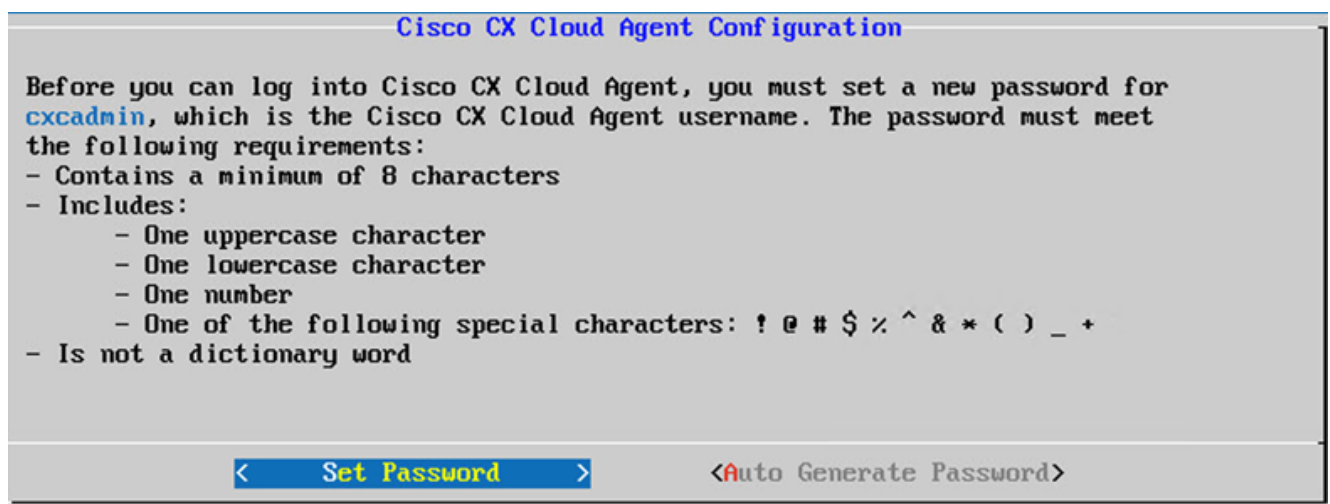 Cisco CX Cloud Agent Configuration
Before you can log into Cisco CX Cloud Agent, you must set a new password for
cxcadmin, which is the Cisco CX Cloud Agent username. The password must meet
the following requirements:
- Contains a minimum of 8 characters
- Includes:
- One uppercase character
- One lowercase character
- One number
- One of the following special characters: ! @ # $ % ^ & * ( ) _ +
- Is not a dictionary word
< Set Password > <Auto Generate Password>